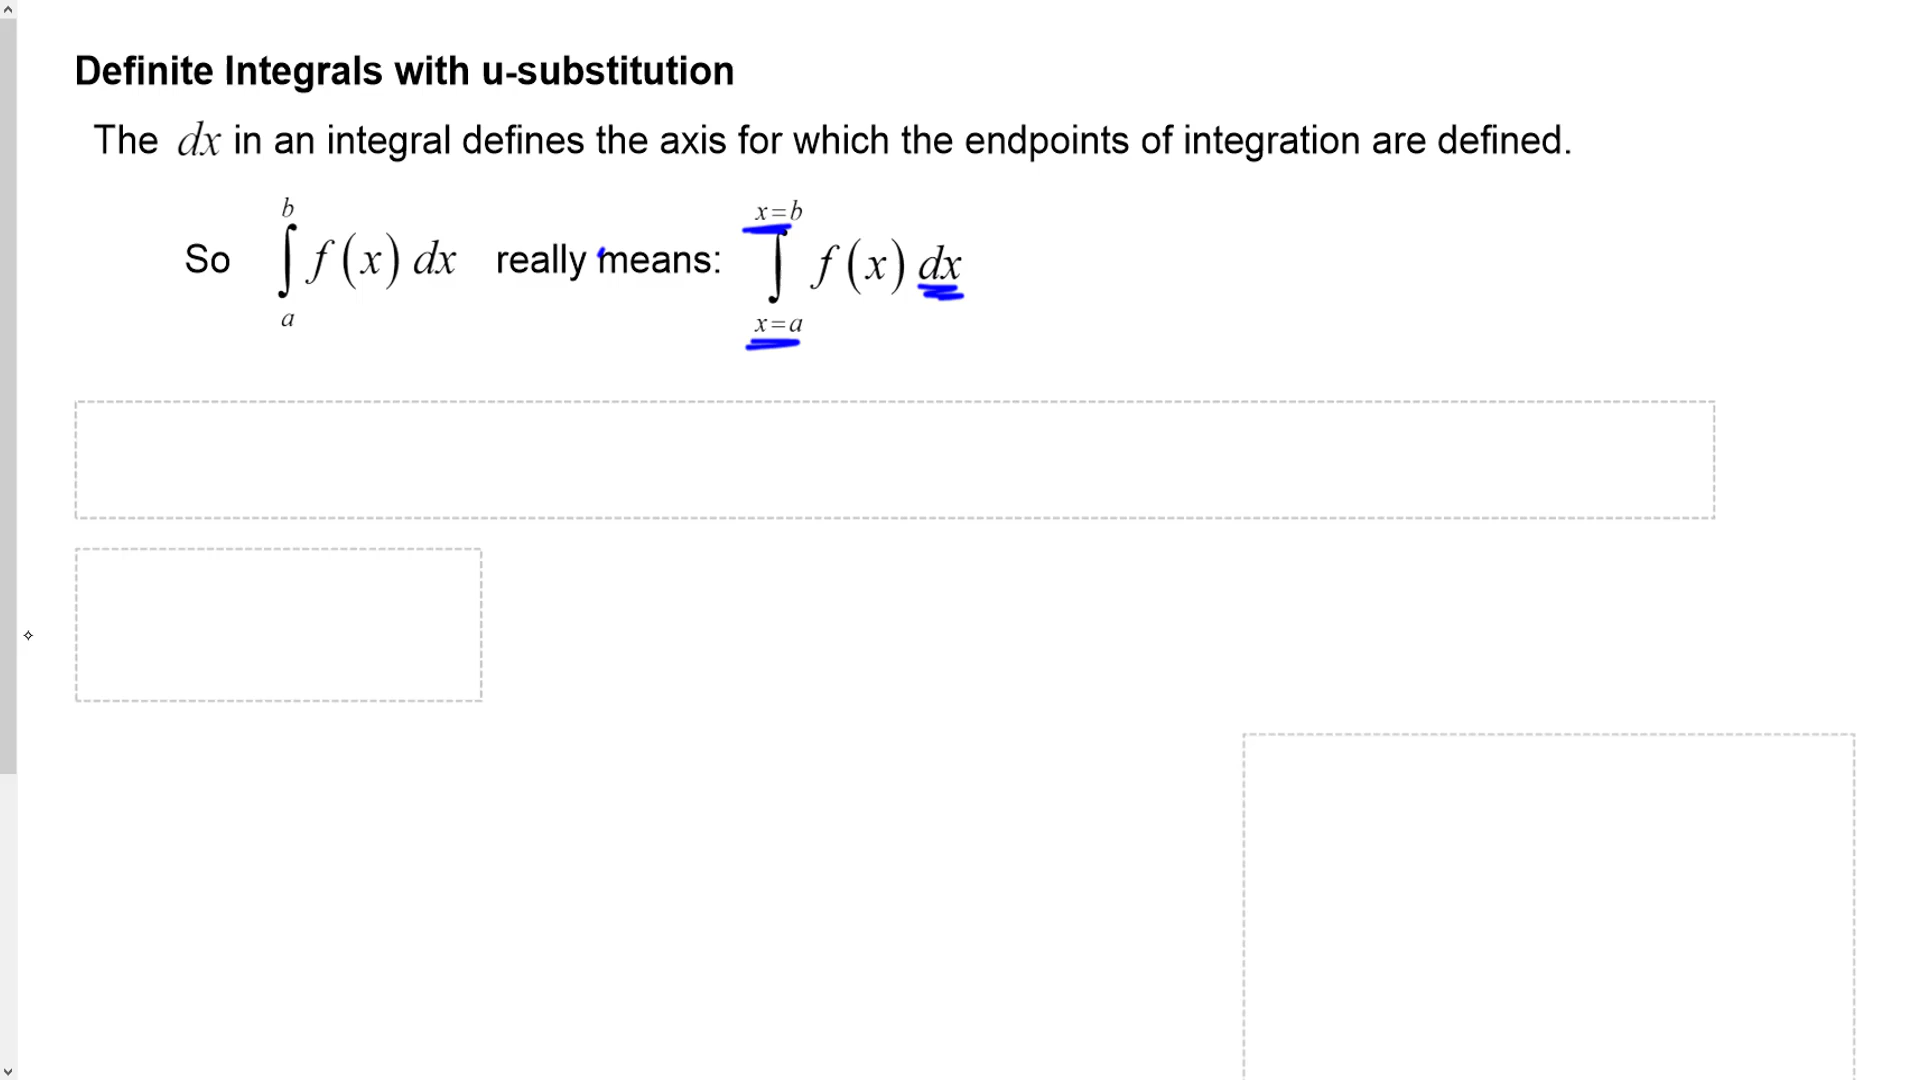 Definite Integrals with u-substitution
The dx in an integral defines the axis for which the endpoints of integration are defined.
So ∫_a^b f(x) dx really means: ∫_{x=a}^{x=b} f(x) dx